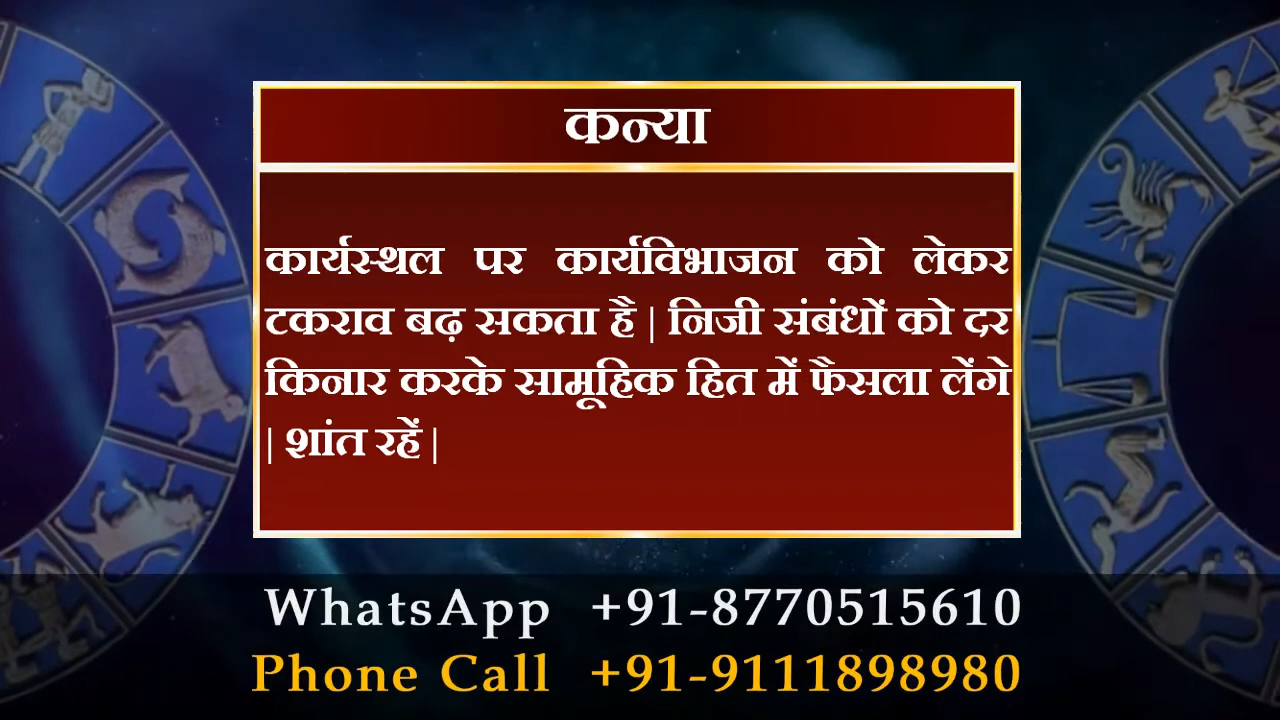 कन्या
कार्यस्थल पर कार्यविभाजन को लेकर
टकराव बढ़ सकता है | निजी संबंधों को दर
किनार करके सामूहिक हित में फैसला लेंगे
| शांत रहें |
WhatsApp +91-8770515610
Phone Call +91-9111898980